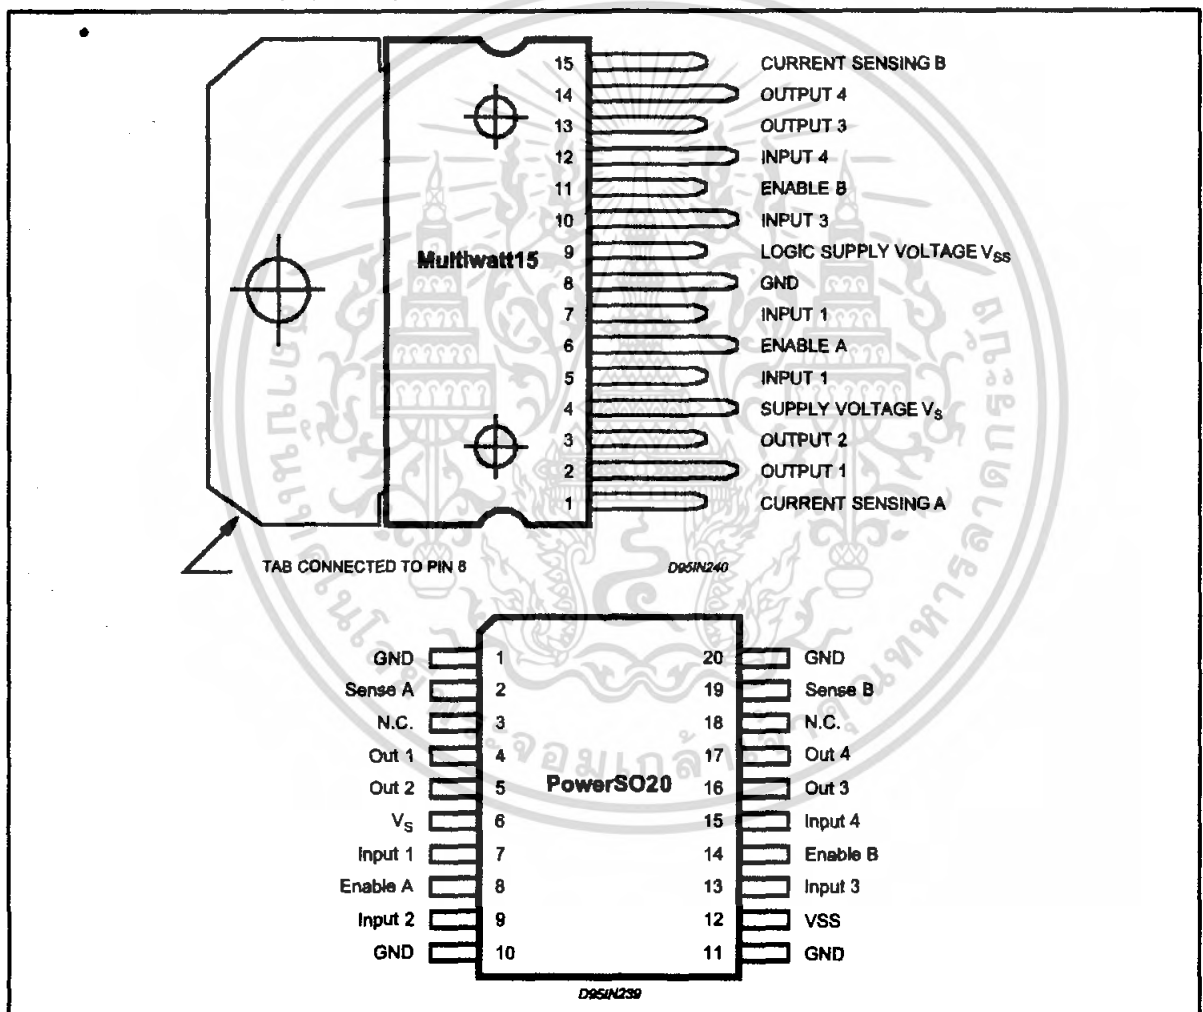 15 CURRENT SENSING B
14 OUTPUT 4
13 OUTPUT 3
12 INPUT 4
11 ENABLE B
10 INPUT 3
9 LOGIC SUPPLY VOLTAGE VSS
8 GND
7 INPUT 1
6 ENABLE A
5 INPUT 1
4 SUPPLY VOLTAGE VS
3 OUTPUT 2
2 OUTPUT 1
1 CURRENT SENSING A
Multiwatt15
TAB CONNECTED TO PIN 8
D95IN240
GND 1 20 GND
Sense A 2 19 Sense B
N.C. 3 18 N.C.
Out 1 4 17 Out 4
Out 2 5 16 Out 3
VS 6 15 Input 4
Input 1 7 14 Enable B
Enable A 8 13 Input 3
Input 2 9 12 VSS
GND 10 11 GND
PowerSO20
D95IN239